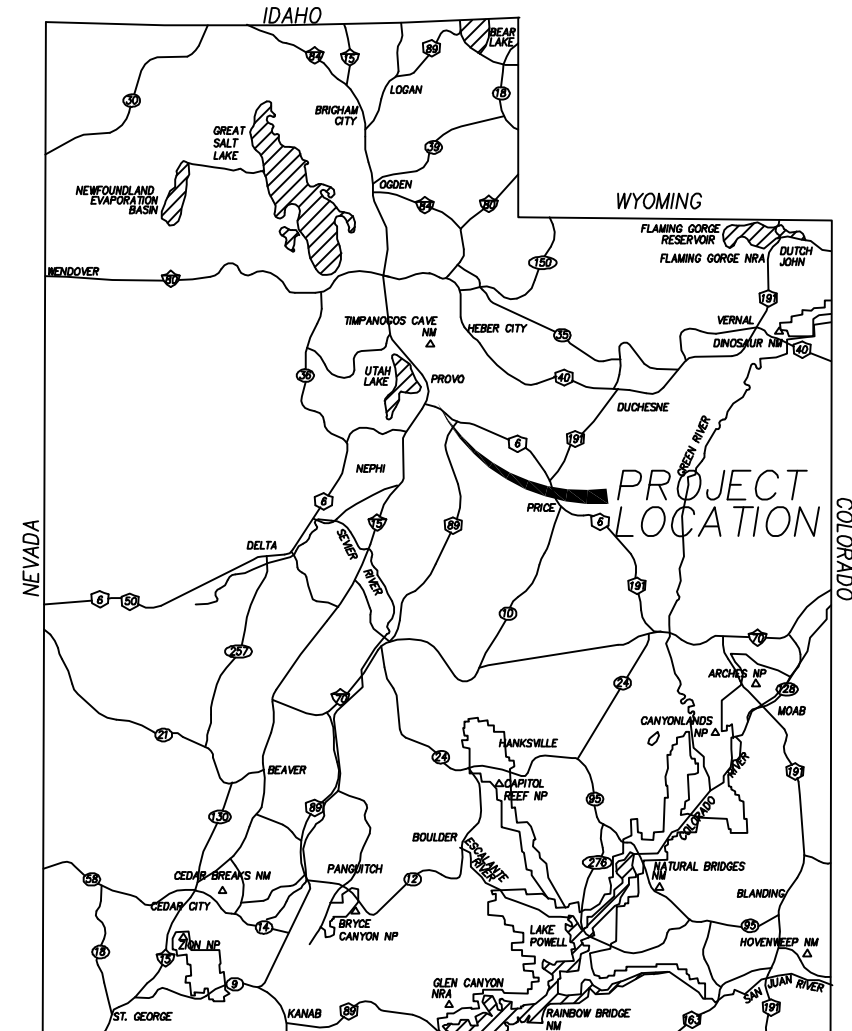 IDAHO
BEAR
LAKE
89
84
15
LOGAN
30
18
BRIGHAM
CITY
GREAT
SALT
LAKE
39
OGDEN
NEWFOUNDLAND
EVAPORATION
BASIN
84
80
WYOMING
FLAMING GORGE
RESERVOIR
DUTCH
JOHN
FLAMING GORGE NRA
150
WENDOVER
80
191
TIMPANOGOS CAVE
NM
HEBER CITY
35
VERNAL
DINOSAUR NM
40
UTAH
LAKE
PROVO
36
40
DUCHESNE
GREEN RIVER
6
191
NEPHI
PROJECT
LOCATION
6
PRICE
6
15
89
NEVADA
COLORADO
DELTA
SEVIER
RIVER
6
50
191
10
257
70
24
ARCHES NP
128
70
MOAB
CANYONLANDS
NP
21
HANKSVILLE
24
BEAVER
CAPITOL
REEF NP
RIVER
COLORADO
191
95
130
89
BOULDER
ESCALANTE
RIVER
276
NATURAL BRIDGES
NM
58
CEDAR BREAKS NM
PANGUITCH
12
BLANDING
CEDAR CITY
14
BRYCE
CANYON NP
95
LAKE
POWELL
HOVENWEEP NM
ZION NP
18
15
9
GLEN CANYON
NRA
SAN JUAN RIVER
ST. GEORGE
KANAB
89
RAINBOW BRIDGE
NM
163
191